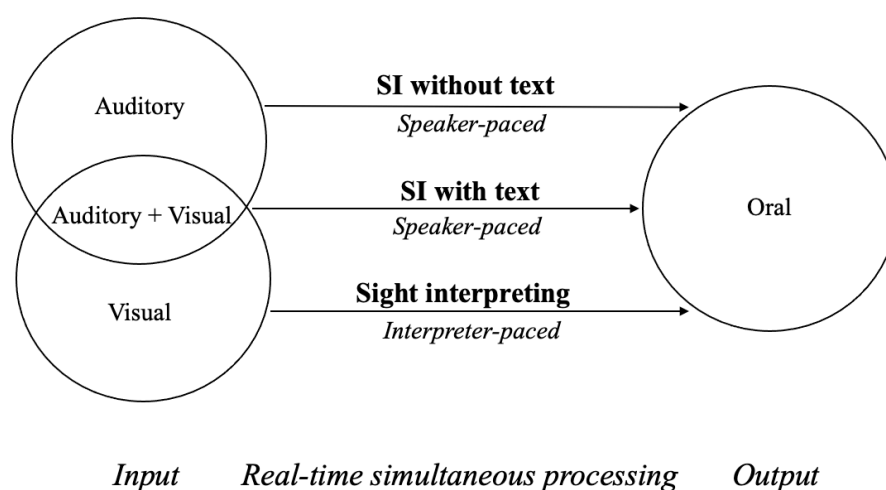 Auditory
SI without text
Speaker-paced
Auditory + Visual
SI with text
Speaker-paced
Oral
Visual
Sight interpreting
Interpreter-paced
Input
Real-time simultaneous processing
Output